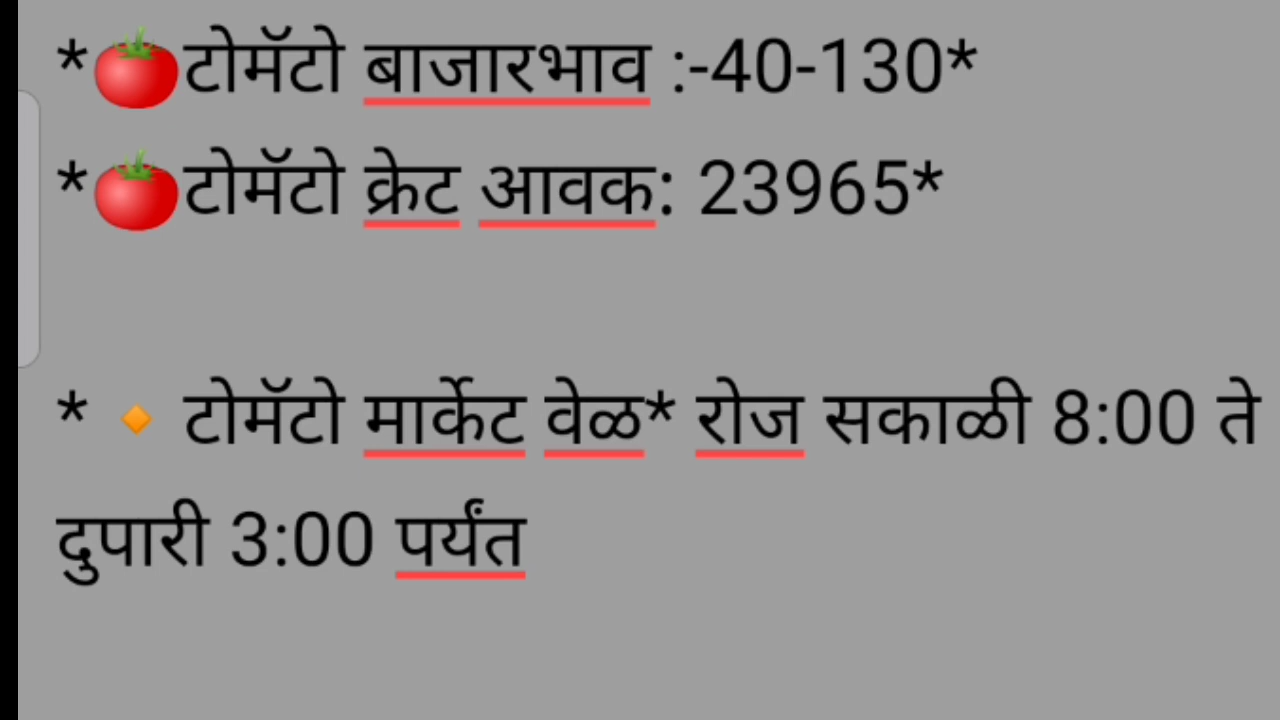 *🍅टोमॅटो बाजारभाव :-40-130*
*🍅टोमॅटो क्रेट आवक: 23965*
*🔸टोमॅटो मार्केट वेळ* रोज सकाळी 8:00 ते
दुपारी 3:00 पर्यंत